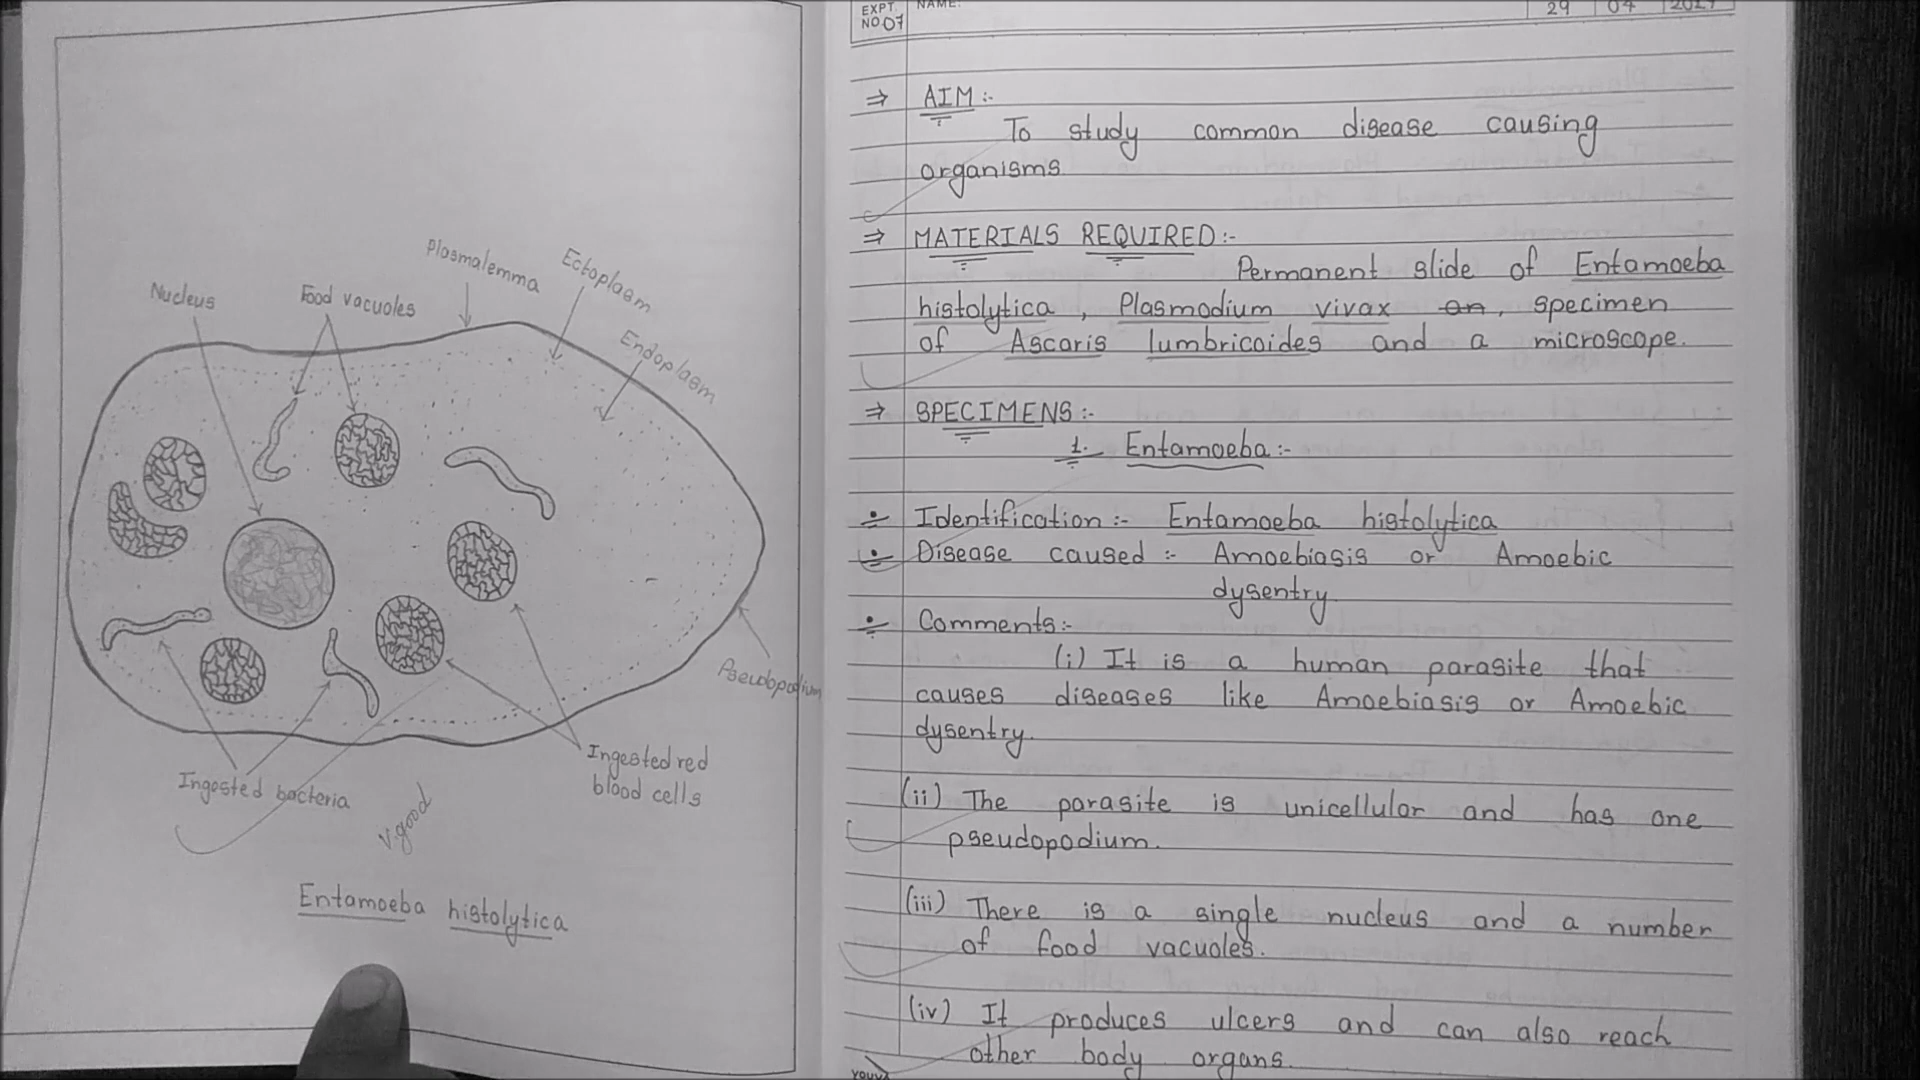 Plasmalemma
Ectoplasm
Nucleus
Food vacuoles
Endoplasm
Pseudopodium
Ingested red
blood cells
Ingested bacteria
V.good
Entamoeba histolytica
EXPT.
NO. 07
NAME:
29 04
⇒ AIM :-
To study common disease causing
organisms
⇒ MATERIALS REQUIRED :-
Permanent slide of Entamoeba
histolytica , Plasmodium vivax an, specimen
of Ascaris lumbricoides and a microscope.
⇒ SPECIMENS :-
1. Entamoeba :-
÷ Identification :- Entamoeba histolytica
÷ Disease caused :- Amoebiasis or Amoebic
dysentry
÷ Comments :-
(i) It is a human parasite that
causes diseases like Amoebiasis or Amoebic
dysentry.
(ii) The parasite is unicellular and has one
pseudopodium.
(iii) There is a single nucleus and a number
of food vacuoles.
(iv) It produces ulcers and can also reach
other body organs.